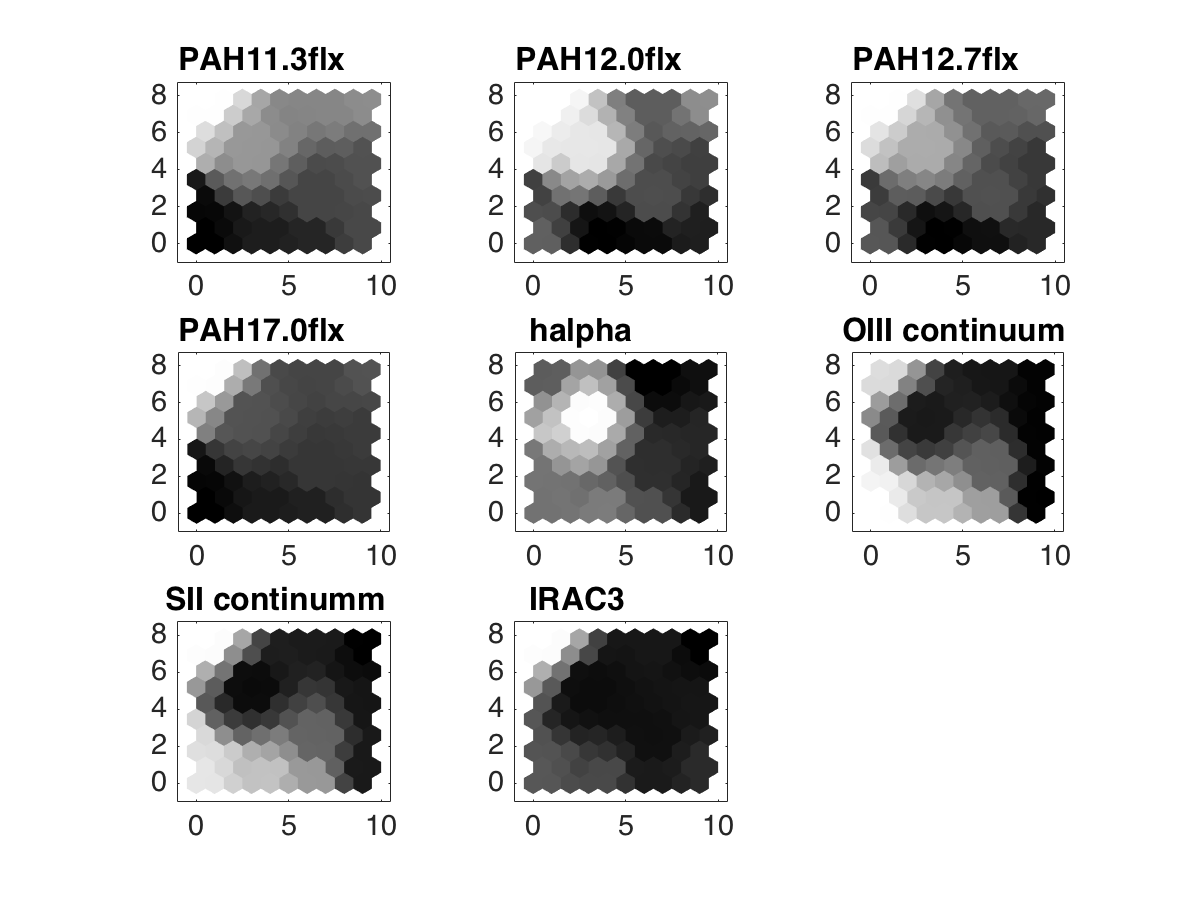 PAH11.3flx PAH12.0flx PAH12.7flx
8 8 8
6 6 6
4 4 4
2 2 2
0 0 0
0 5 10 0 5 10 0 5 10
PAH17.0flx halpha OIII continuum
8 8 8
6 6 6
4 4 4
2 2 2
0 0 0
0 5 10 0 5 10 0 5 10
SII continumm IRAC3
8 8
6 6
4 4
2 2
0 0
0 5 10 0 5 10